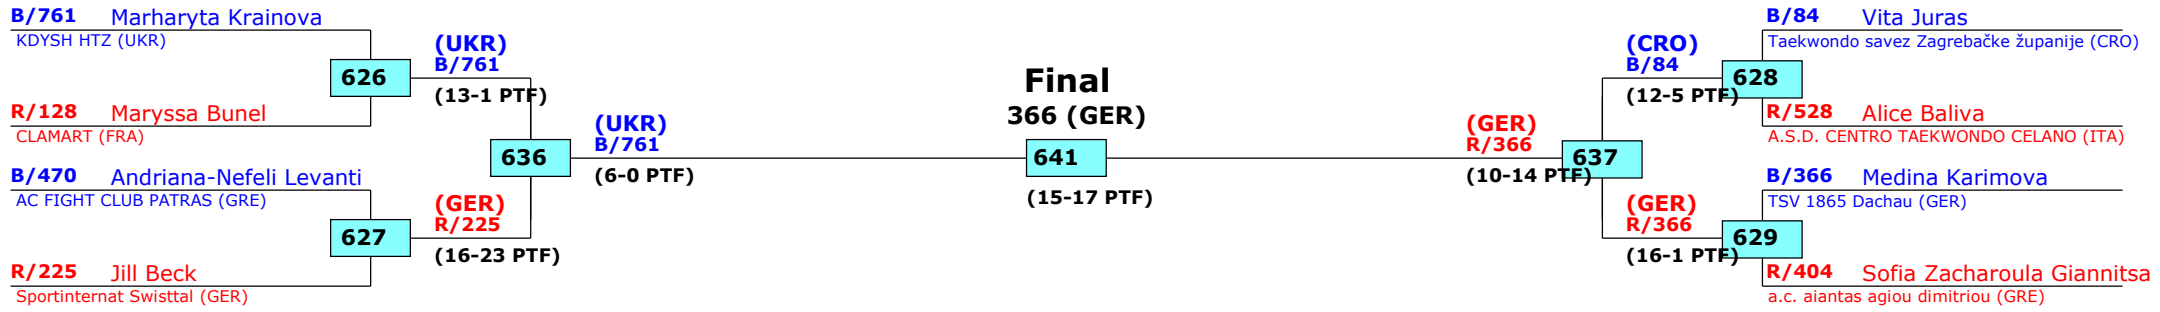 B/761 Marharyta Krainova
KDYSH HTZ (UKR)
626
R/128 Maryssa Bunel
CLAMART (FRA)
(UKR)
B/761
(13-1 PTF)
B/470 Andriana-Nefeli Levanti
AC FIGHT CLUB PATRAS (GRE)
627
R/225 Jill Beck
Sportinternat Swisttal (GER)
(GER)
R/225
(16-23 PTF)
636
(UKR)
B/761
(6-0 PTF)
Final
366 (GER)
641
(15-17 PTF)
(GER)
R/366
(10-14 PTF)
637
(CRO)
B/84
(12-5 PTF)
628
B/84 Vita Juras
Taekwondo savez Zagrebačke županije (CRO)
R/528 Alice Baliva
A.S.D. CENTRO TAEKWONDO CELANO (ITA)
(GER)
R/366
(16-1 PTF)
629
B/366 Medina Karimova
TSV 1865 Dachau (GER)
R/404 Sofia Zacharoula Giannitsa
a.c. aiantas agiou dimitriou (GRE)